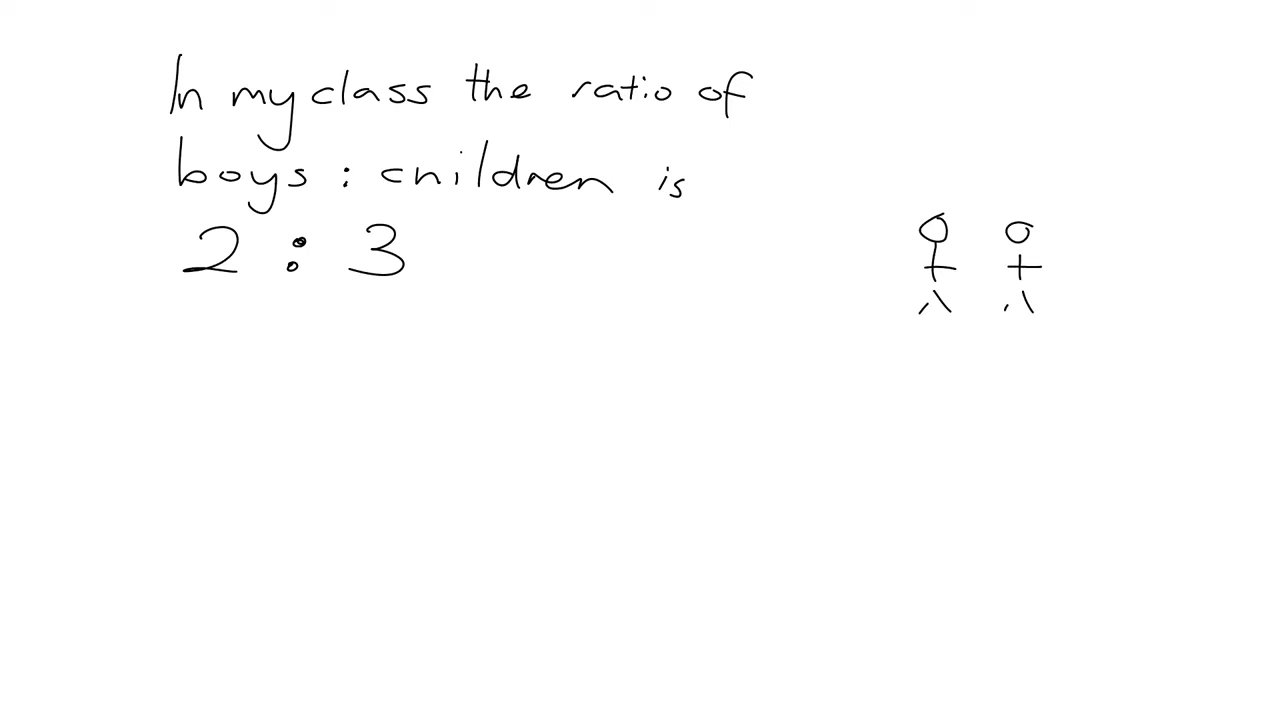 In my class the ratio of
boys : children is
2 : 3